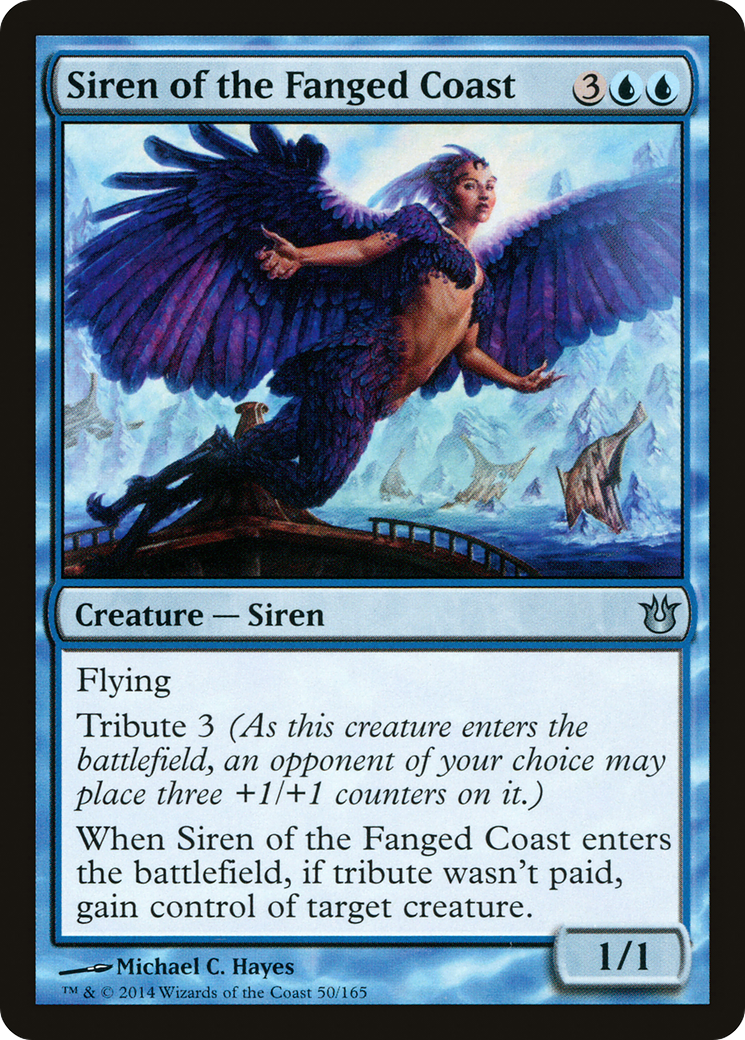 Siren of the Fanged Coast 3
Creature — Siren
Flying
Tribute 3 (As this creature enters the
battlefield, an opponent of your choice may
place three +1/+1 counters on it.)
When Siren of the Fanged Coast enters
the battlefield, if tribute wasn't paid,
gain control of target creature.
1/1
Michael C. Hayes
™ & © 2014 Wizards of the Coast 50/165